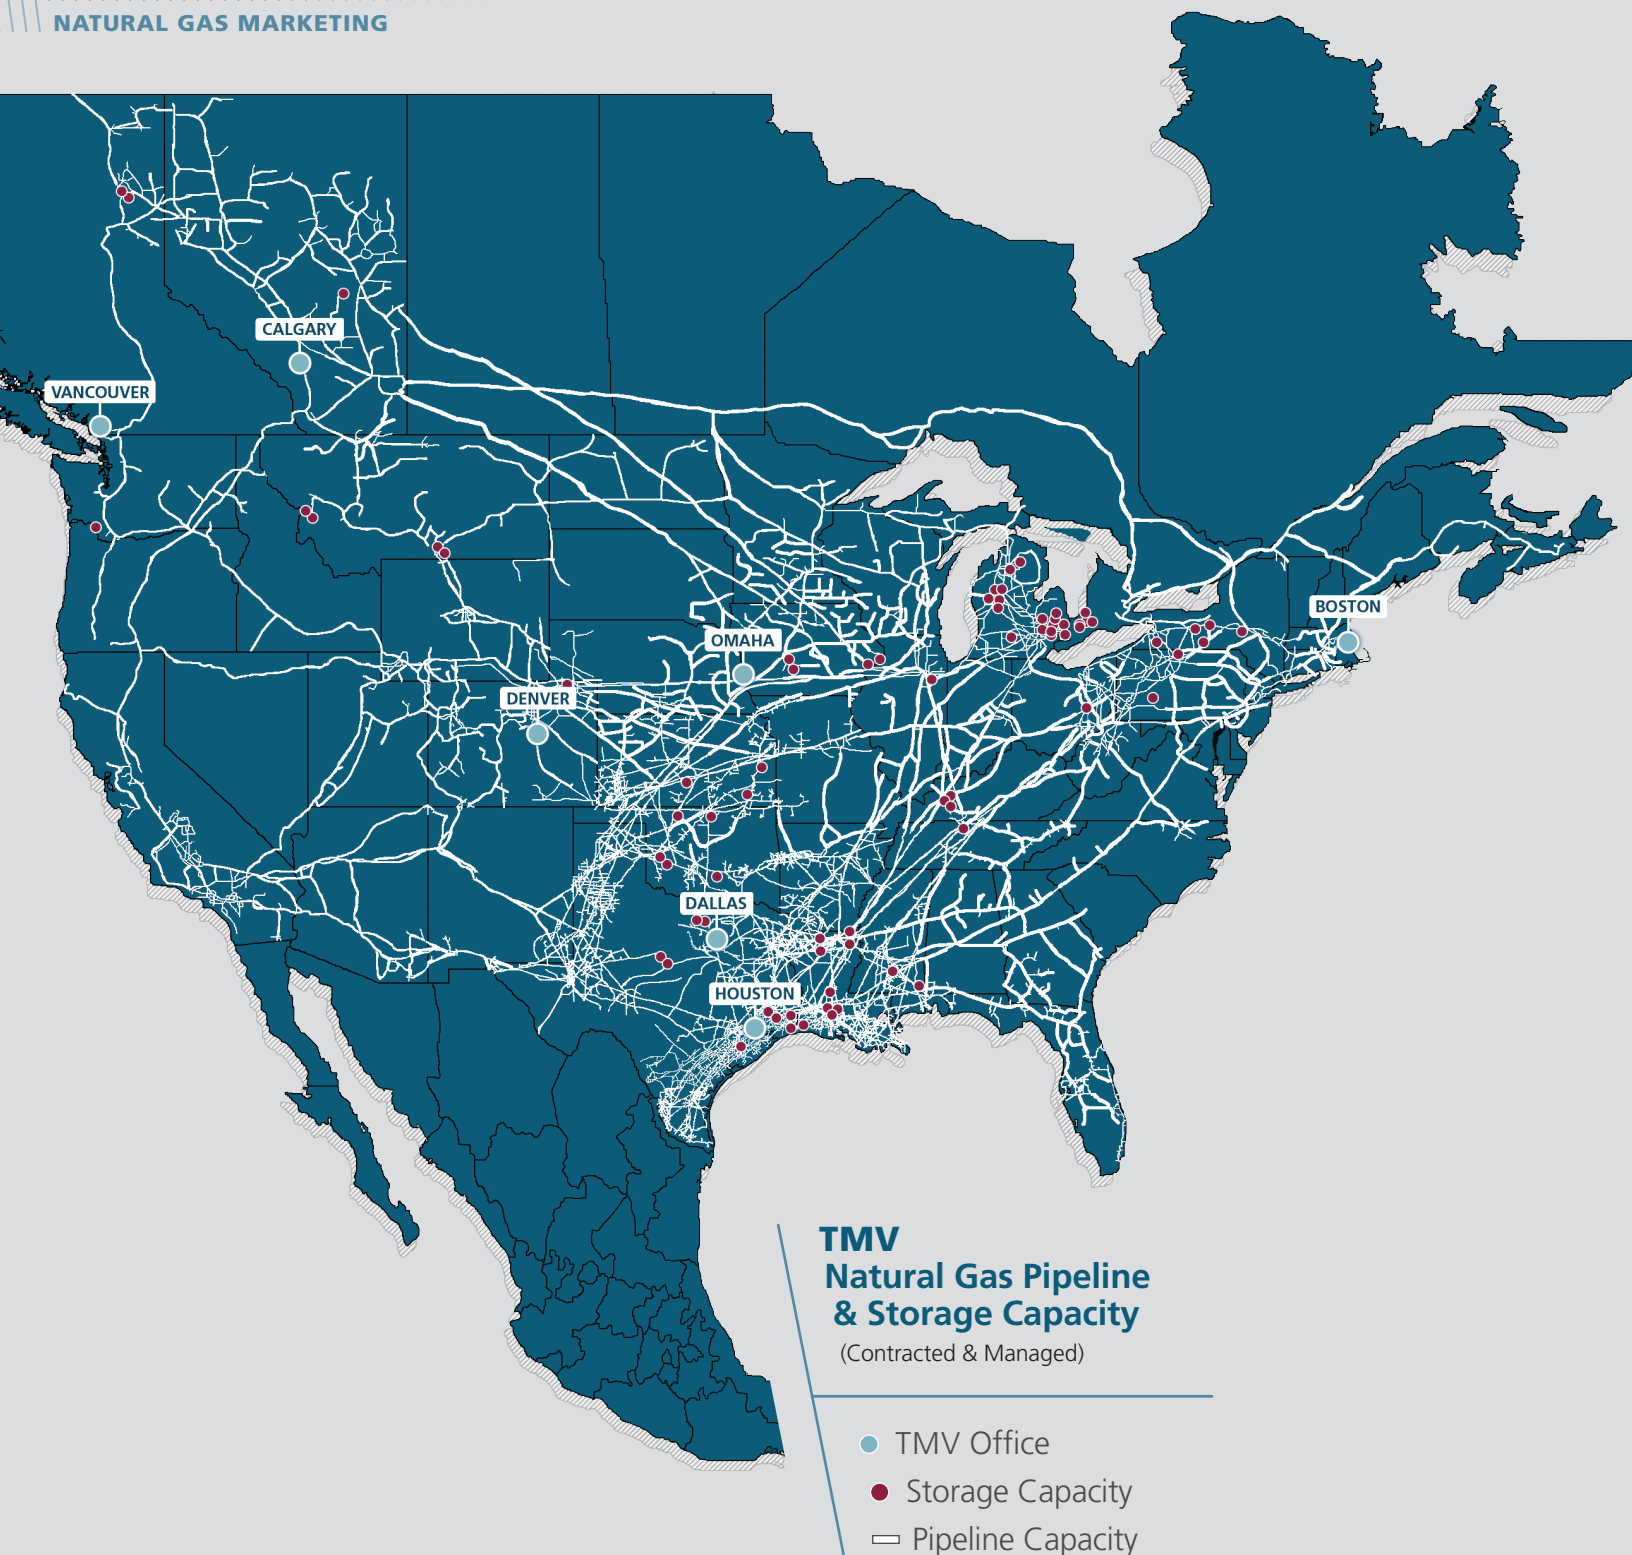 NATURAL GAS MARKETING
CALGARY
VANCOUVER
BOSTON
OMAHA
DENVER
DALLAS
HOUSTON
TMV
Natural Gas Pipeline
& Storage Capacity
(Contracted & Managed)
TMV Office
Storage Capacity
Pipeline Capacity